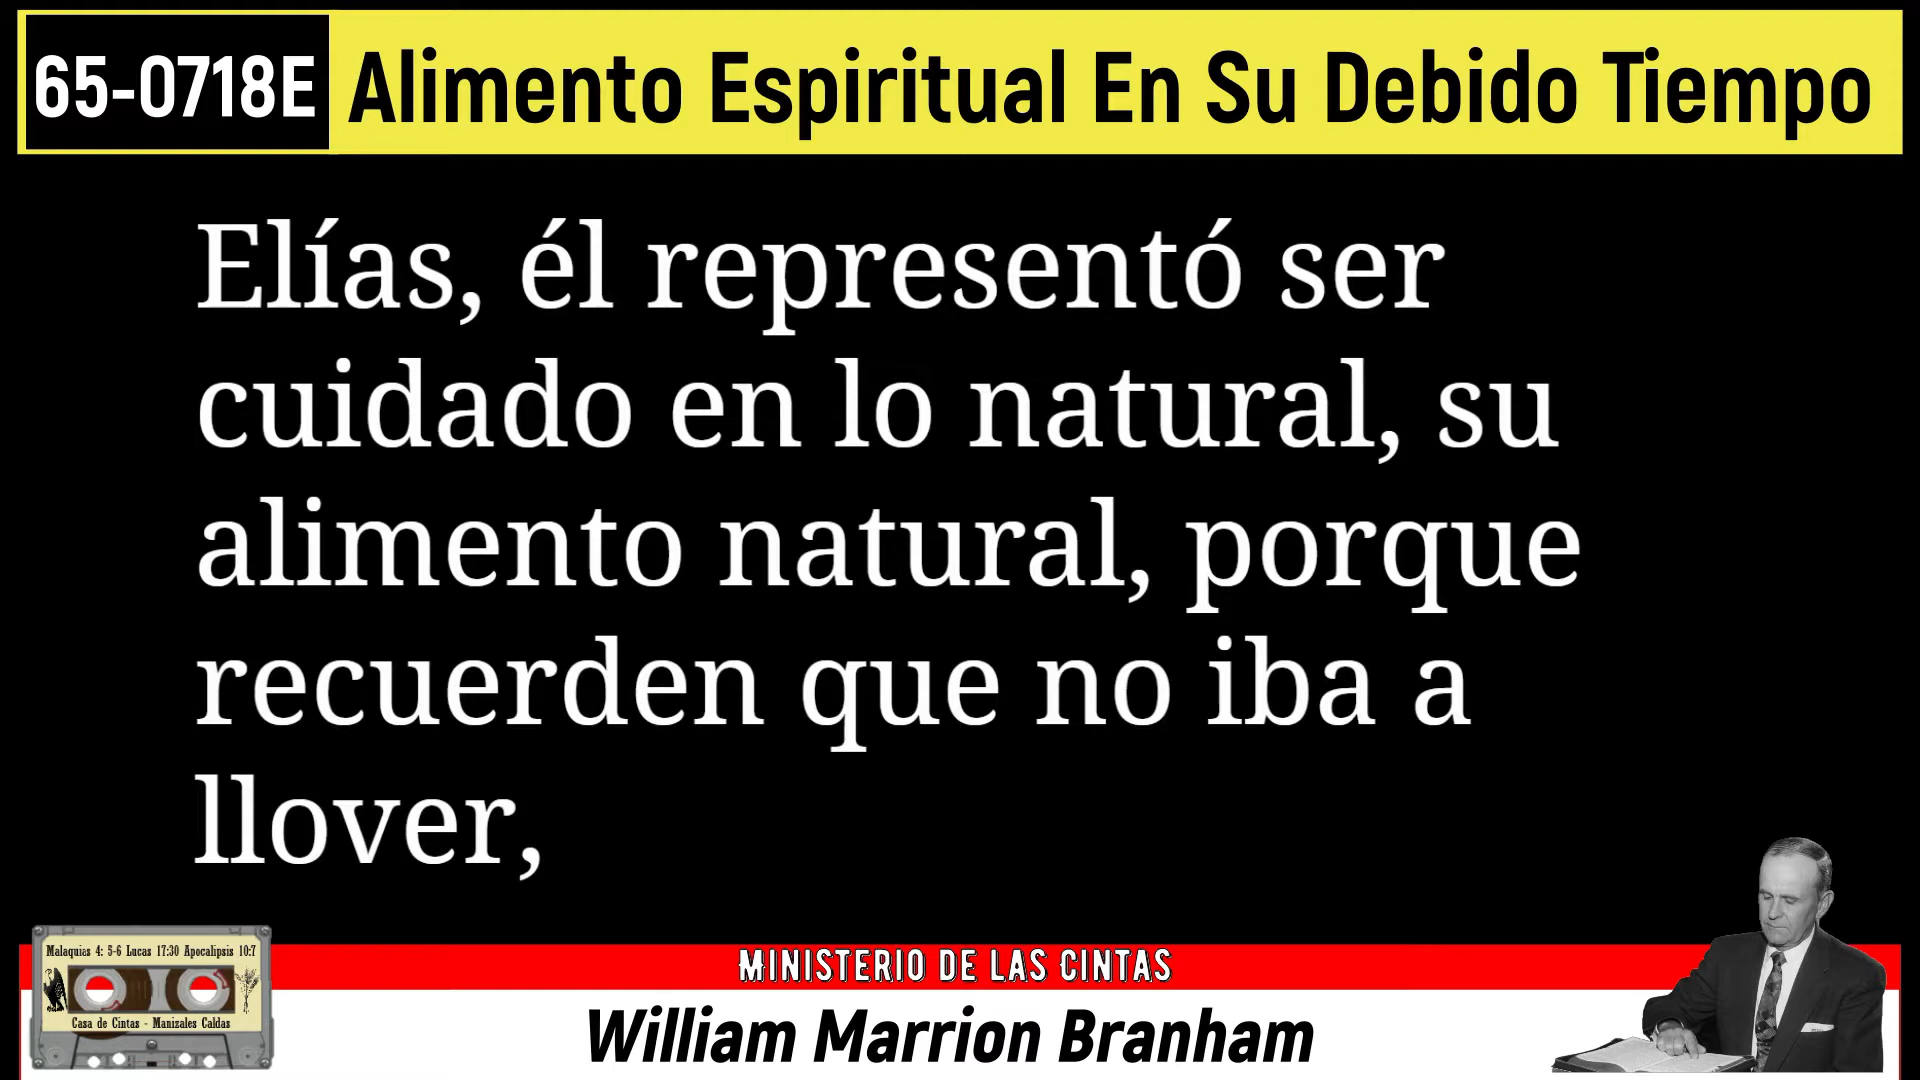 65-0718E Alimento Espiritual En Su Debido Tiempo
Elías, él representó ser
cuidado en lo natural, su
alimento natural, porque
recuerden que no iba a
llover,
Malaquias 4: 5-6 Lucas 17:30 Apocalipsis 10:7
Casa de Cintas - Manizales Caldas
MINISTERIO DE LAS CINTAS
William Marrion Branham